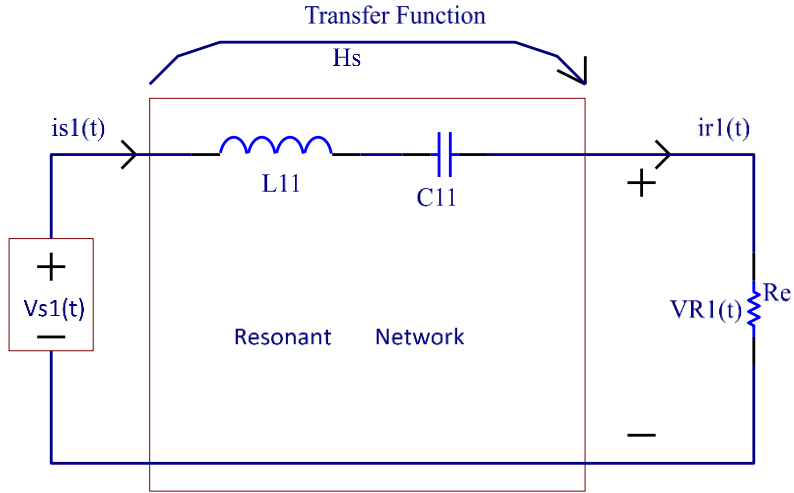 Transfer Function
Hs
is1(t)
ir1(t)
L11
C11
+
+
Vs1(t)
−
VR1(t)
Re
Resonant Network
−